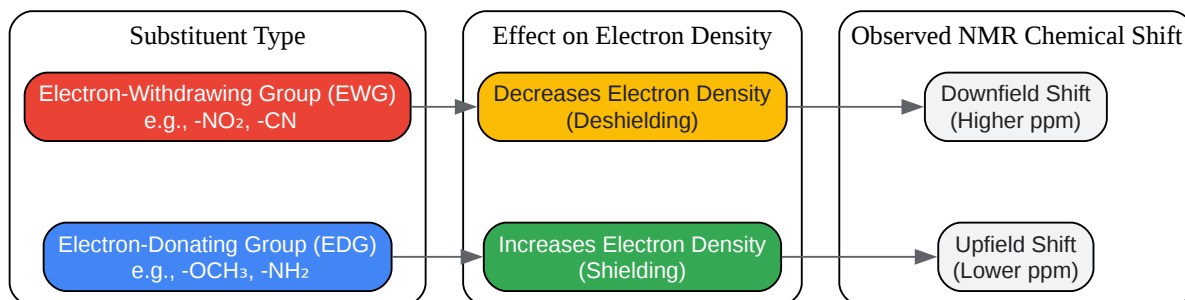 Substituent Type
Electron-Withdrawing Group (EWG)
e.g., -NO₂, -CN
Electron-Donating Group (EDG)
e.g., -OCH₃, -NH₂
Effect on Electron Density
Decreases Electron Density
(Deshielding)
Increases Electron Density
(Shielding)
Observed NMR Chemical Shift
Downfield Shift
(Higher ppm)
Upfield Shift
(Lower ppm)